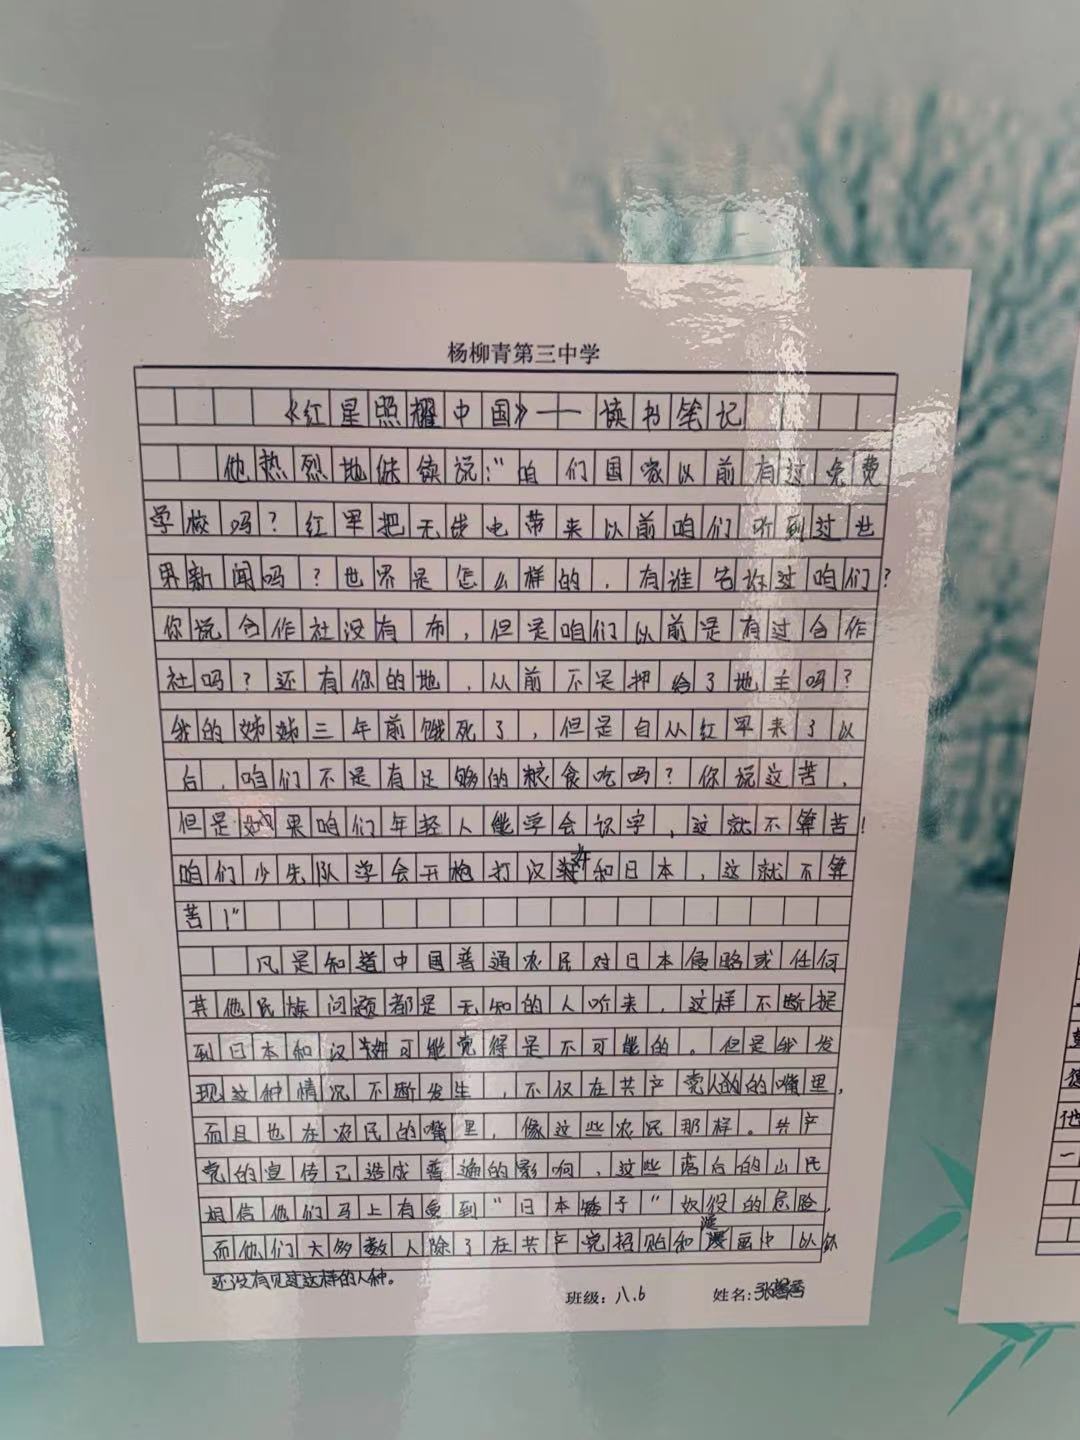 杨柳青第三中学
《红星照耀中国》——读书笔记
他热烈地继续说："咱们国家以前有过免费
学校吗？红军把无线电带来以前咱们听到过世
界新闻吗？世界是怎么样的，有谁告诉过咱们？
你说合作社没有布，但是咱们以前是有过合作
社吗？还有你的地，从前不是押给了地主吗？
我的姊姊三年前饿死了，但是自从红军来了以
后，咱们不是有足够的粮食吃吗？你说这苦，
但是如果咱们年轻人能学会识字，这就不算苦！
咱们少先队学会开枪打汉奸和日本，这就不算
苦！"
凡是知道中国普通农民对日本侵略或任何
其他民族问题都是无知的人听来，这样不断提
到日本和汉奸可能觉得是不可能的。但是我发
现这种情况不断发生，不仅在共产党人的的嘴里，
而且也在农民的嘴里，像这些农民那样。共产
党的宣传已造成普遍的影响，这些落后的山民
相信他们马上有受到"日本矮子"奴役的危险，
而他们大多数人除了在共产党招贴和漫画中以外
还没有见过这样的人种。
班级：八.6
姓名：张